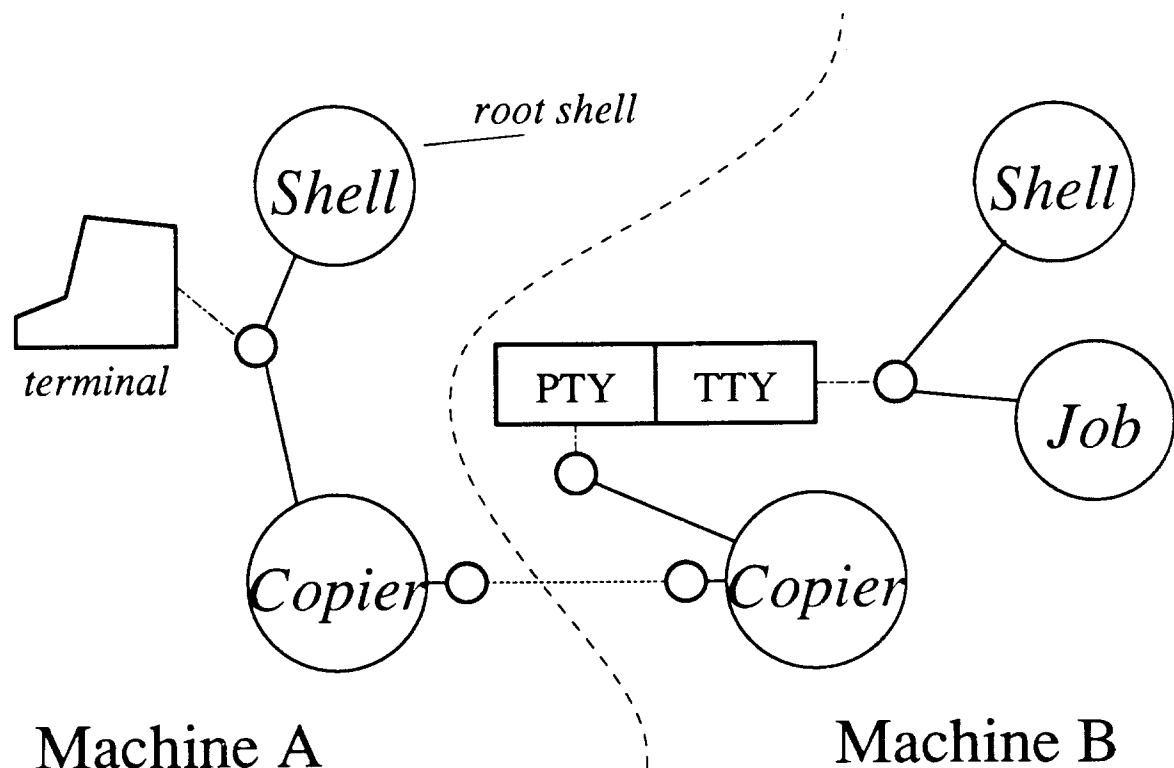 root shell
Shell
Shell
terminal
PTY
TTY
Job
Copier
Copier
Machine A
Machine B